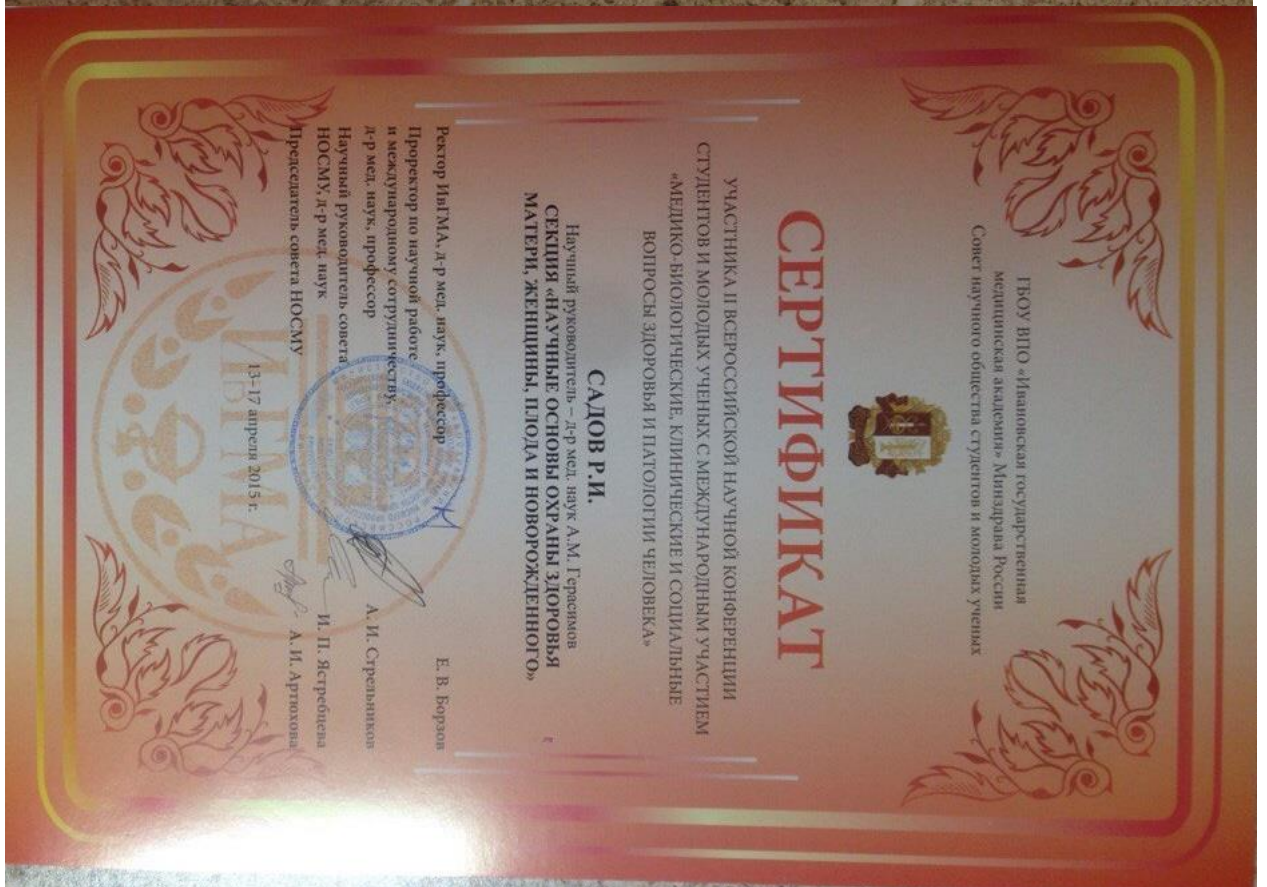 ГБОУ ВПО «Ивановская государственная
медицинская академия» Минздрава России
Совет научного общества студентов и молодых ученых
СЕРТИФИКАТ
УЧАСТНИКА II ВСЕРОССИЙСКОЙ НАУЧНОЙ КОНФЕРЕНЦИИ
СТУДЕНТОВ И МОЛОДЫХ УЧЕНЫХ С МЕЖДУНАРОДНЫМ УЧАСТИЕМ
«МЕДИКО-БИОЛОГИЧЕСКИЕ, КЛИНИЧЕСКИЕ И СОЦИАЛЬНЫЕ
ВОПРОСЫ ЗДОРОВЬЯ И ПАТОЛОГИИ ЧЕЛОВЕКА»
САДОВ Р.И.
Научный руководитель – д-р мед. наук А.М. Герасимов
СЕКЦИЯ «НАУЧНЫЕ ОСНОВЫ ОХРАНЫ ЗДОРОВЬЯ
МАТЕРИ, ЖЕНЩИНЫ, ПЛОДА И НОВОРОЖДЕННОГО»
Ректор ИвГМА, д-р мед. наук, профессор Е. В. Борзов
Проректор по научной работе
и международному сотрудничеству,
д-р мед. наук, профессор А. И. Стрельников
Научный руководитель совета
НОСМУ, д-р мед. наук И. П. Ястребцева
Председатель совета НОСМУ А. И. Артюхова
13–17 апреля 2015 г.
ИвГМА